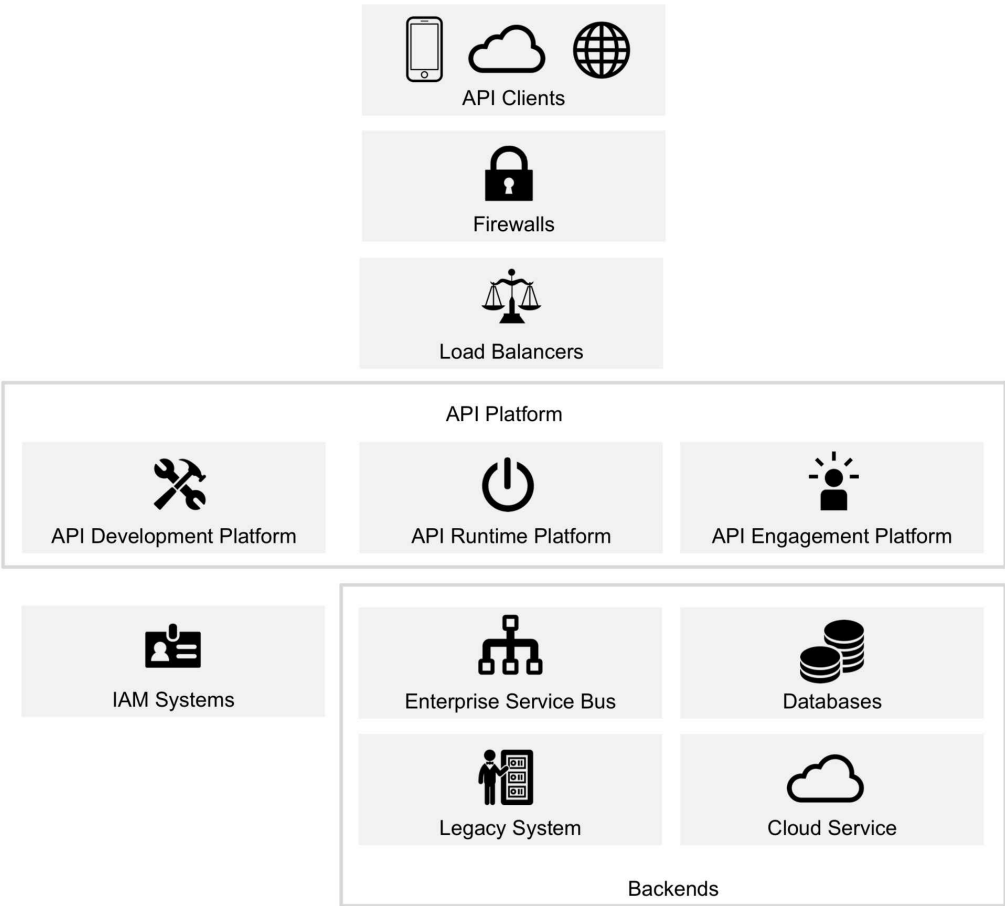 API Clients
Firewalls
Load Balancers
API Platform
API Development Platform
API Runtime Platform
API Engagement Platform
IAM Systems
Enterprise Service Bus
Databases
Legacy System
Cloud Service
Backends